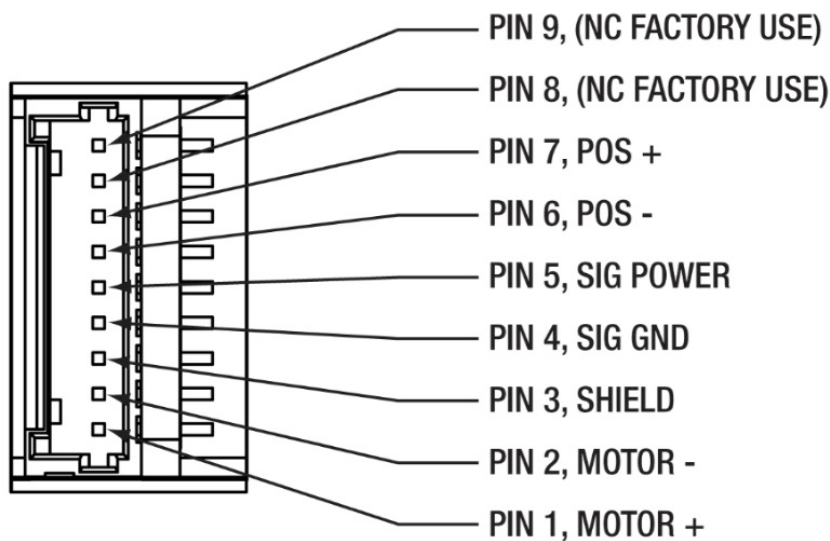 PIN 9, (NC FACTORY USE)
PIN 8, (NC FACTORY USE)
PIN 7, POS +
PIN 6, POS -
PIN 5, SIG POWER
PIN 4, SIG GND
PIN 3, SHIELD
PIN 2, MOTOR -
PIN 1, MOTOR +